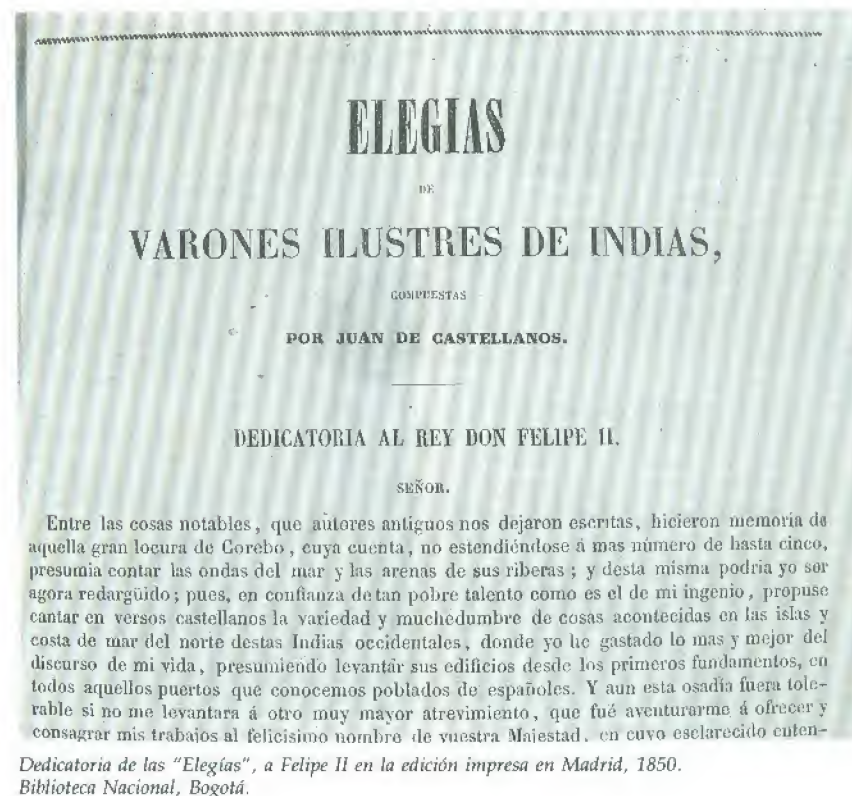 ELEGIAS
DE
VARONES ILUSTRES DE INDIAS,
COMPUESTAS
POR JUAN DE CASTELLANOS.
DEDICATORIA AL REY DON FELIPE II.
SEÑOR.
Entre las cosas notables, que autores antiguos nos dejaron escritas, hicieron memoria de
aquella gran locura de Corebo, cuya cuenta, no estendiéndose á mas número de hasta cinco,
presumia contar las ondas del mar y las arenas de sus riberas; y desta misma podria yo ser
agora redargüido; pues, en confianza de tan pobre talento como es el de mi ingenio, propuse
cantar en versos castellanos la variedad y muchedumbre de cosas acontecidas en las islas y
costa de mar del norte destas Indias occidentales, donde yo he gastado lo mas y mejor del
discurso de mi vida, presumiendo levantar sus edificios desde los primeros fundamentos, en
todos aquellos puertos que conocemos poblados de españoles. Y aun esta osadía fuera tole-
rable si no me levantara á otro muy mayor atrevimiento, que fué aventurarme á ofrecer y
consagrar mis trabajos al felicisimo nombre de vuestra Majestad, en cuyo esclarecido enten-
Dedicatoria de las "Elegías", a Felipe II en la edición impresa en Madrid, 1850.
Biblioteca Nacional, Bogotá.